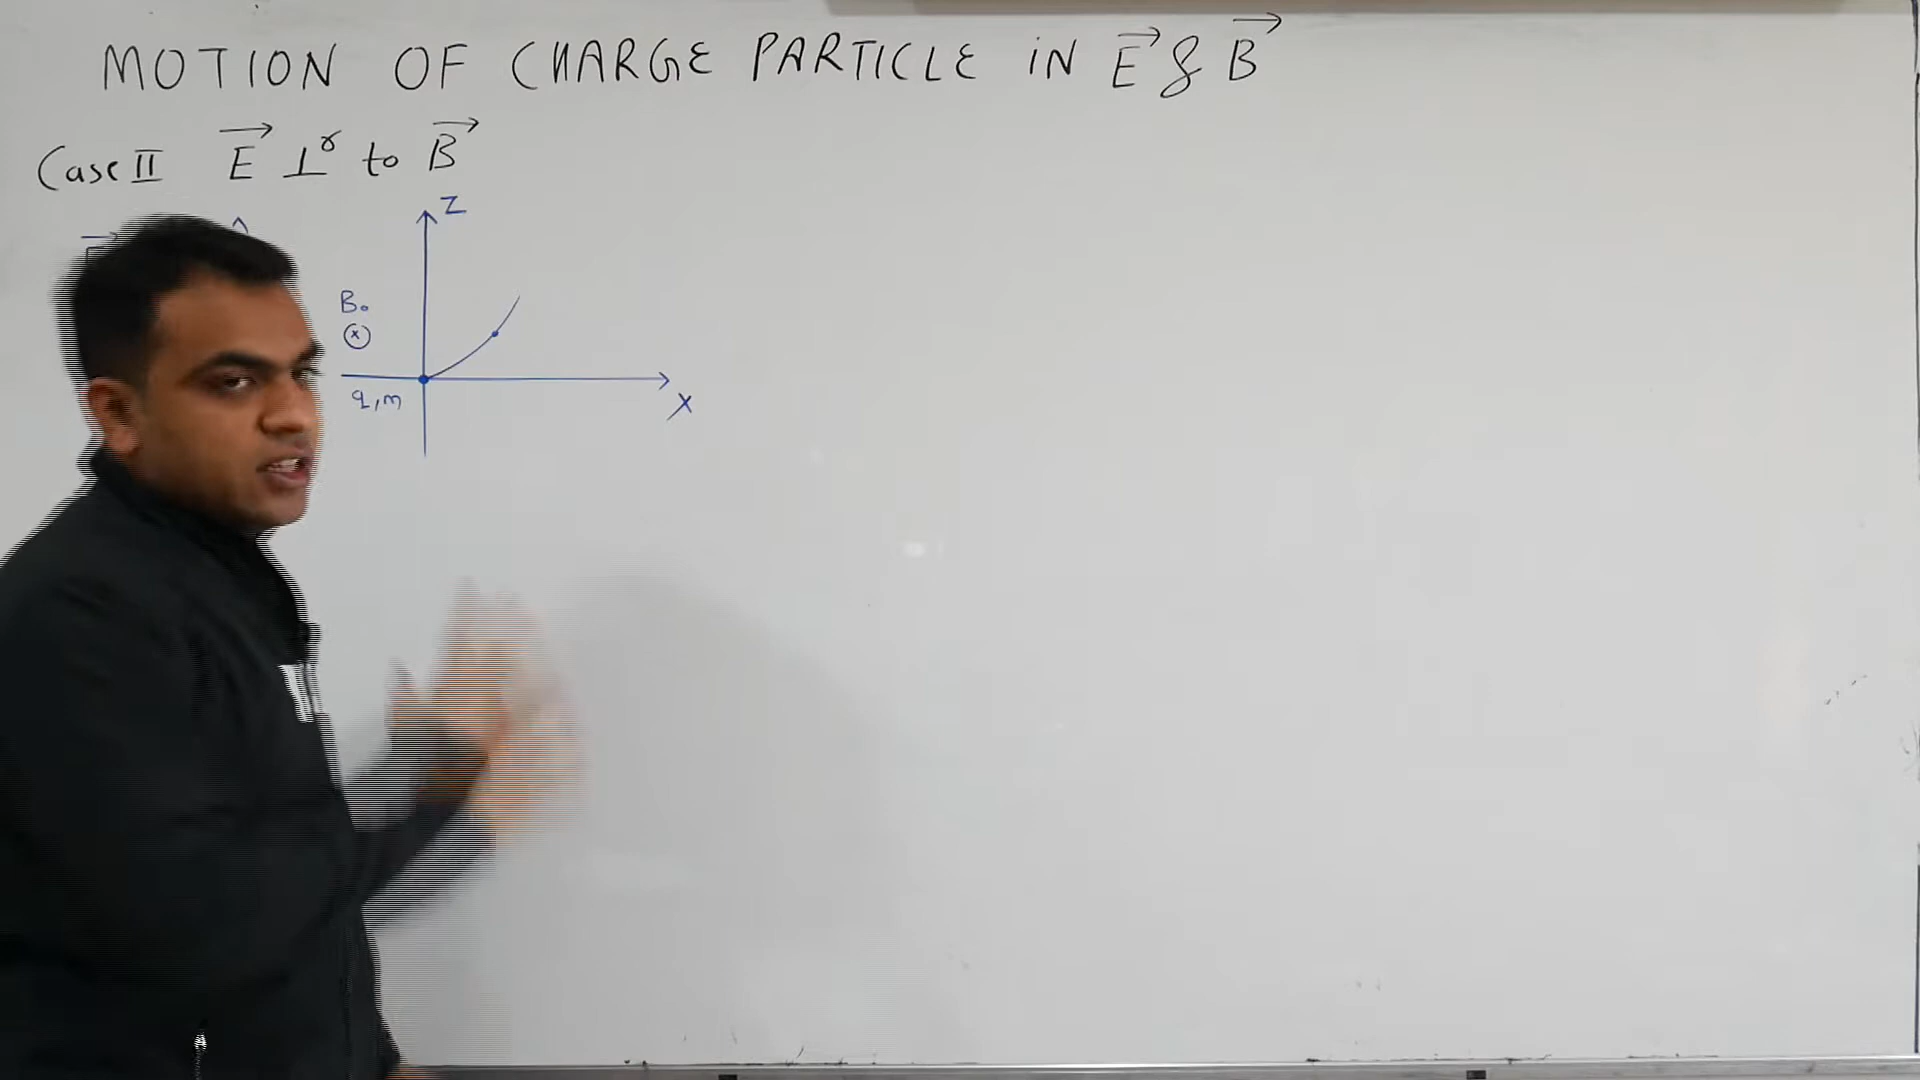 MOTION OF CHARGE PARTICLE IN E⃗ & B⃗
Case II E⃗ ⊥ʳ to B⃗
Z
B₀
q, m
X